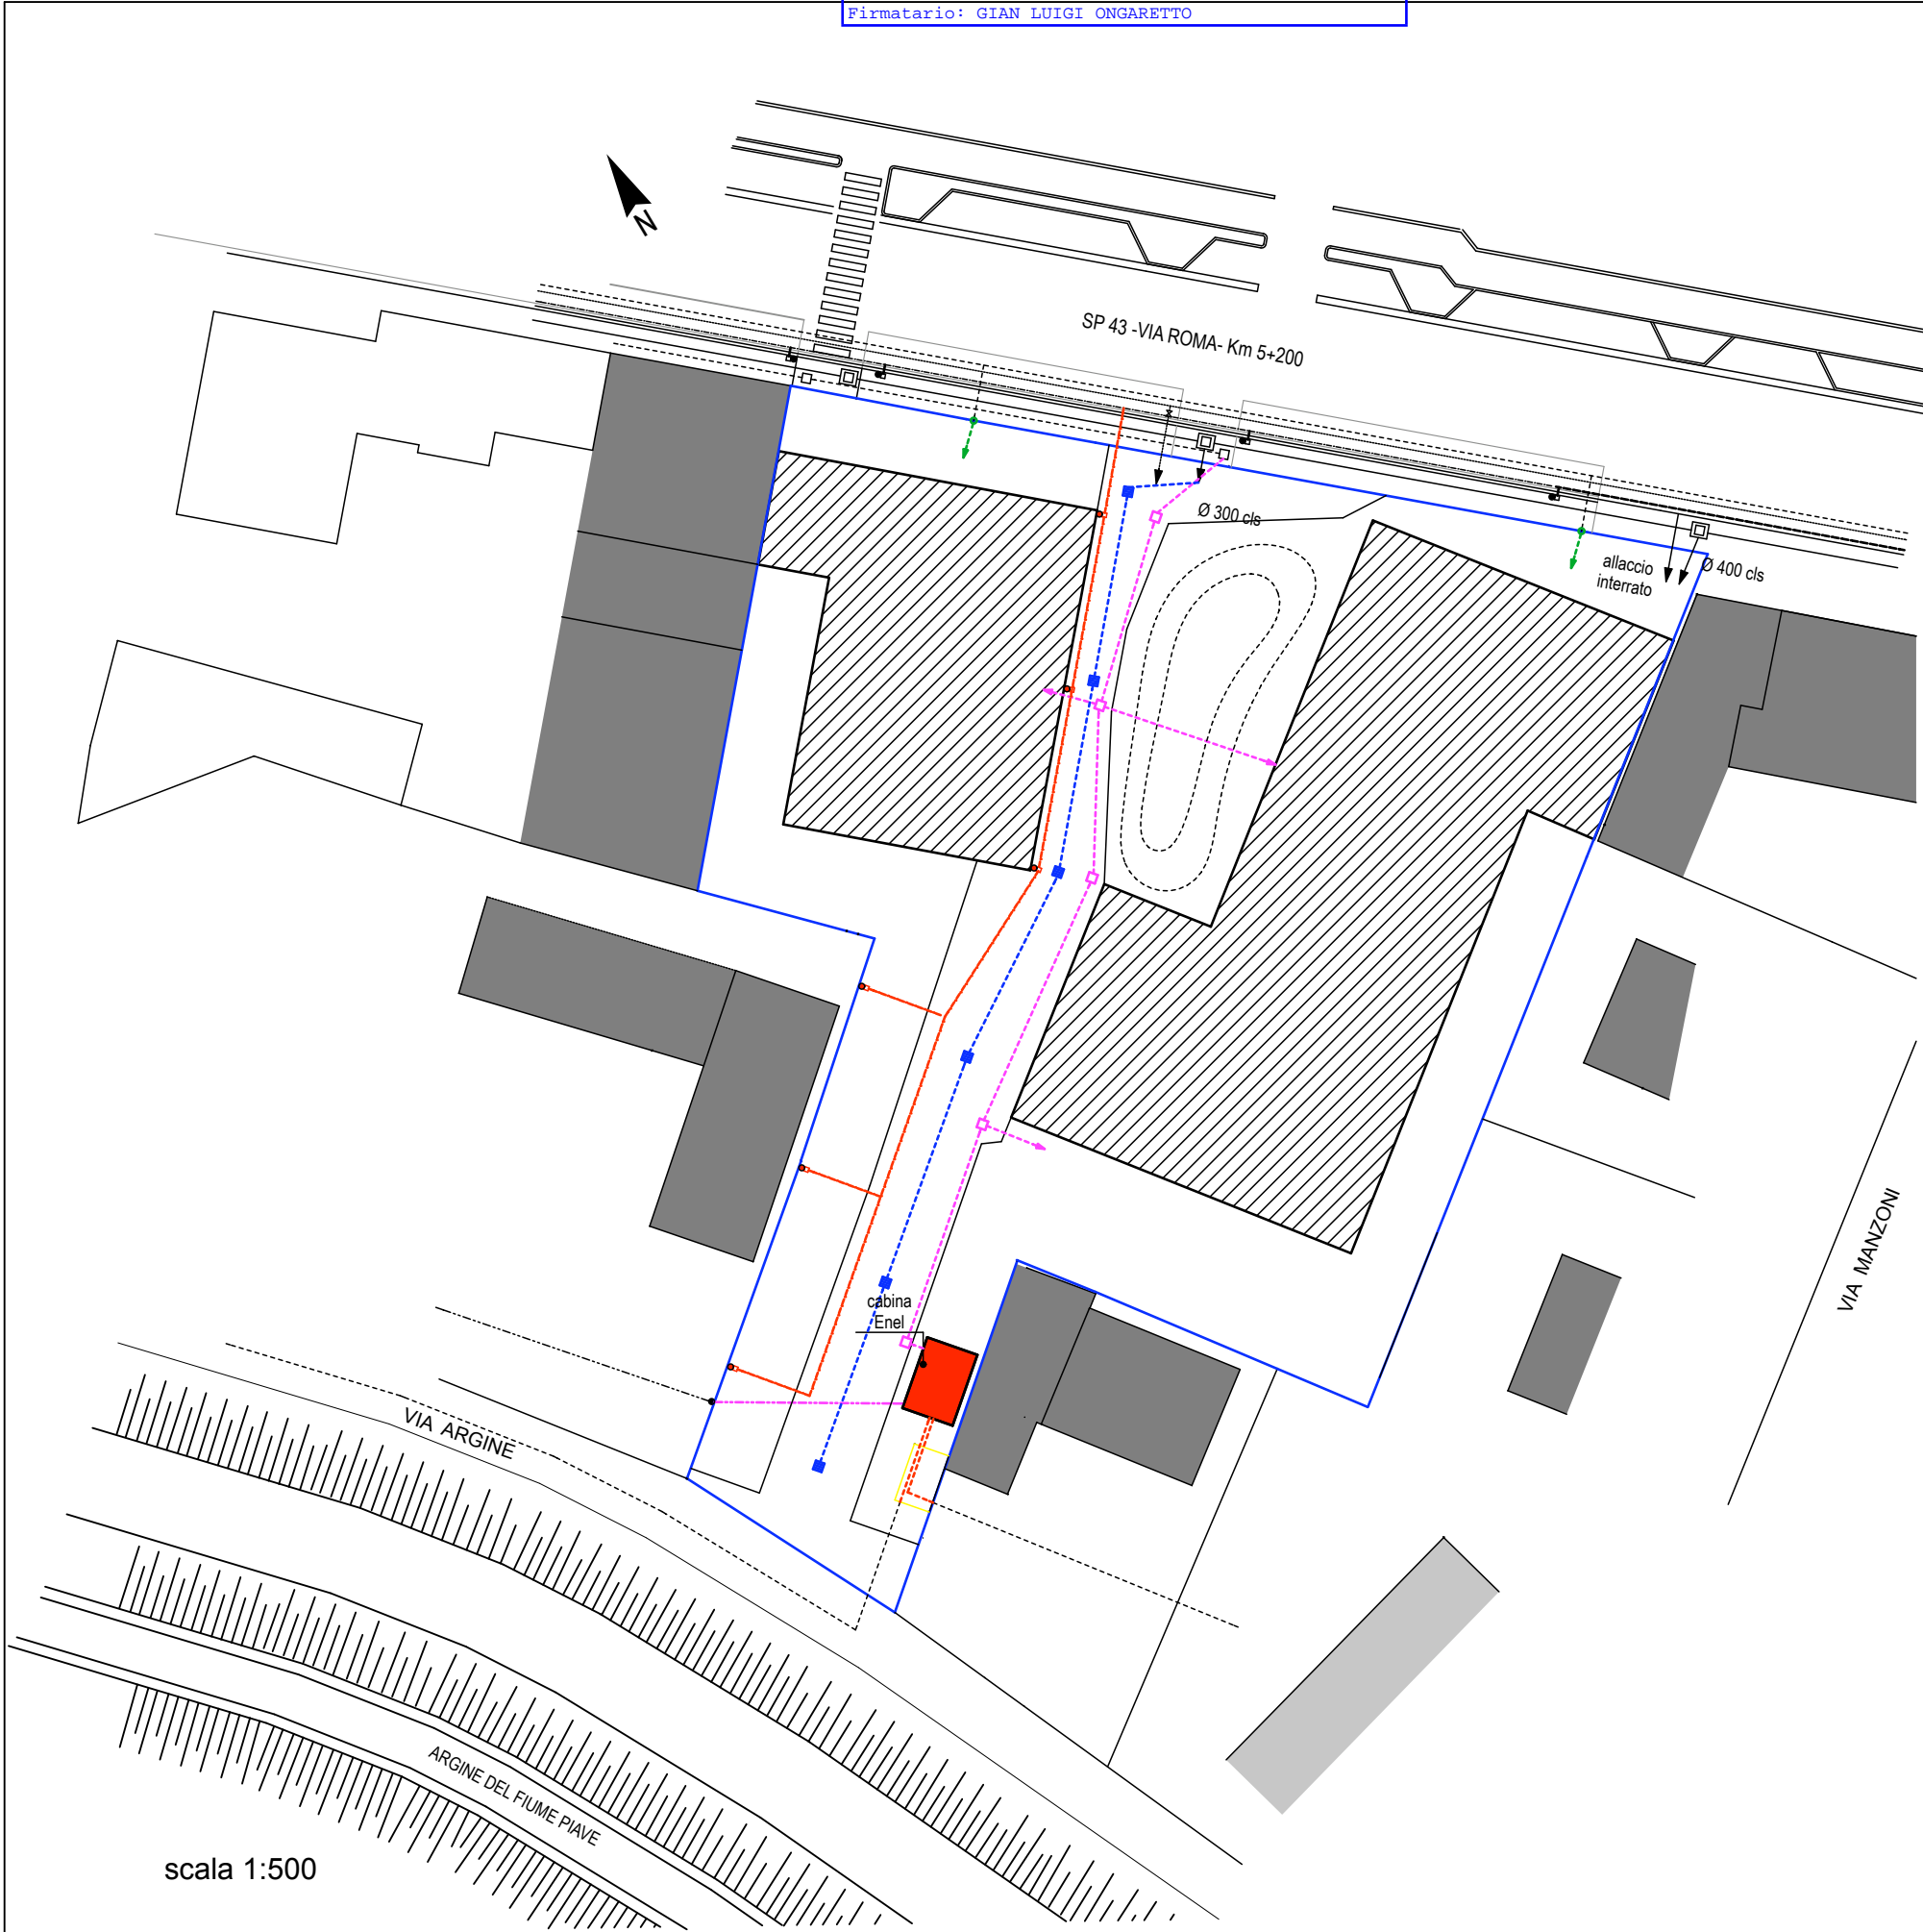 Firmatario: GIAN LUIGI ONGARETTO
N
SP 43 -VIA ROMA- Km 5+200
Ø 300 cls
allaccio
interrato
Ø 400 cls
VIA MANZONI
cabina
Enel
VIA ARGINE
ARGINE DEL FIUME PIAVE
scala 1:500